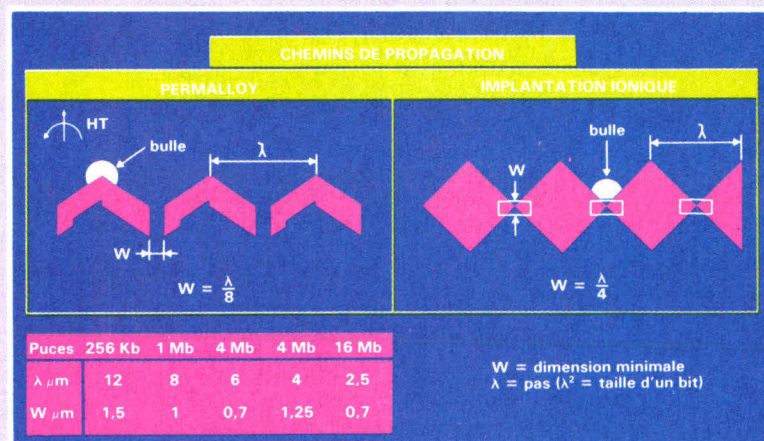 CHEMINS DE PROPAGATION
PERMALLOY
HT
bulle
λ
W
W = λ/8
IMPLANTATION IONIQUE
bulle
λ
W
W = λ/4
Puces 256 Kb 1 Mb 4 Mb 4 Mb 16 Mb
λ μm 12 8 6 4 2,5
W μm 1,5 1 0,7 1,25 0,7
W = dimension minimale
λ = pas (λ² = taille d'un bit)